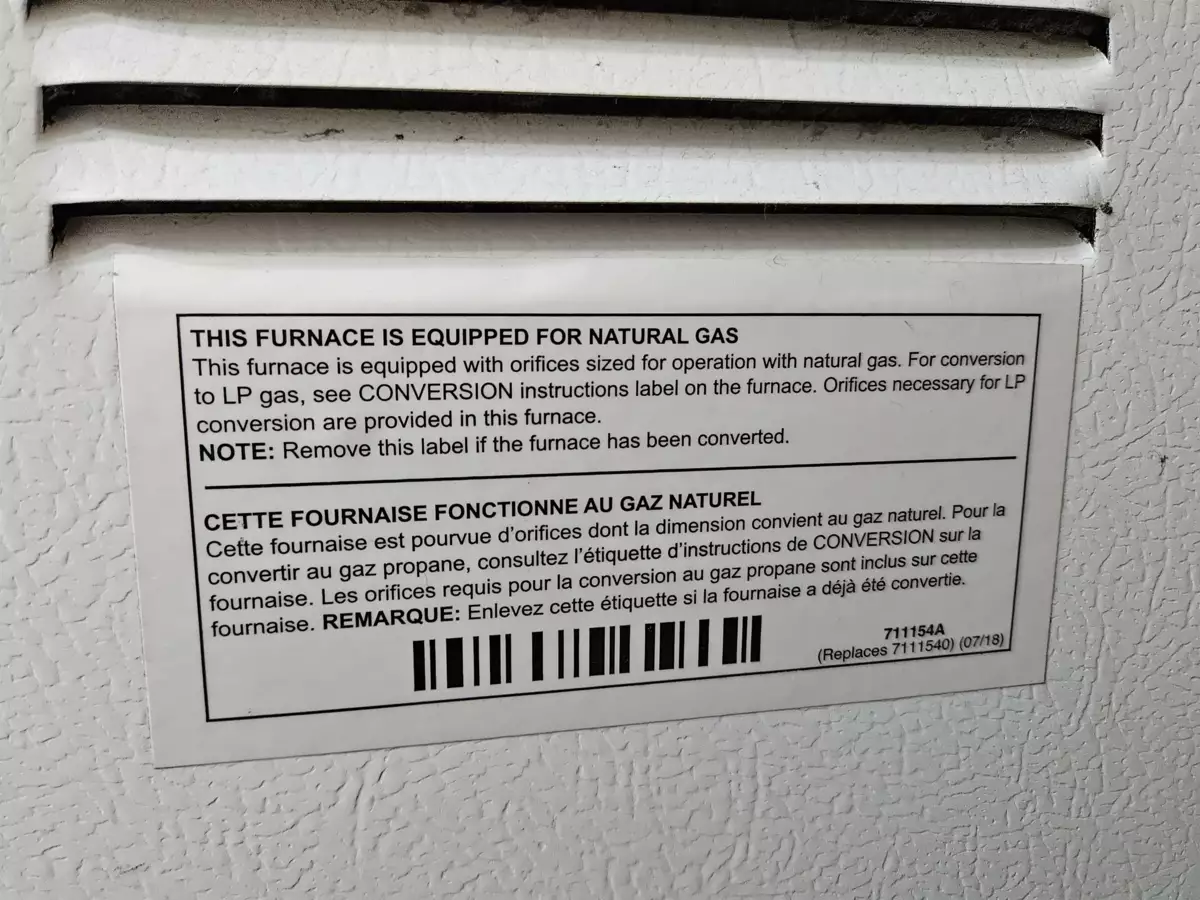 THIS FURNACE IS EQUIPPED FOR NATURAL GAS
This furnace is equipped with orifices sized for operation with natural gas. For conversion
to LP gas, see CONVERSION instructions label on the furnace. Orifices necessary for LP
conversion are provided in this furnace.
NOTE: Remove this label if the furnace has been converted.
CETTE FOURNAISE FONCTIONNE AU GAZ NATUREL
Cette fournaise est pourvue d'orifices dont la dimension convient au gaz naturel. Pour la
convertir au gaz propane, consultez l'étiquette d'instructions de CONVERSION sur la
fournaise. Les orifices requis pour la conversion au gaz propane sont inclus sur cette
fournaise. REMARQUE: Enlevez cette étiquette si la fournaise a déjà été convertie.
711154A
(Replaces 7111540) (07/18)